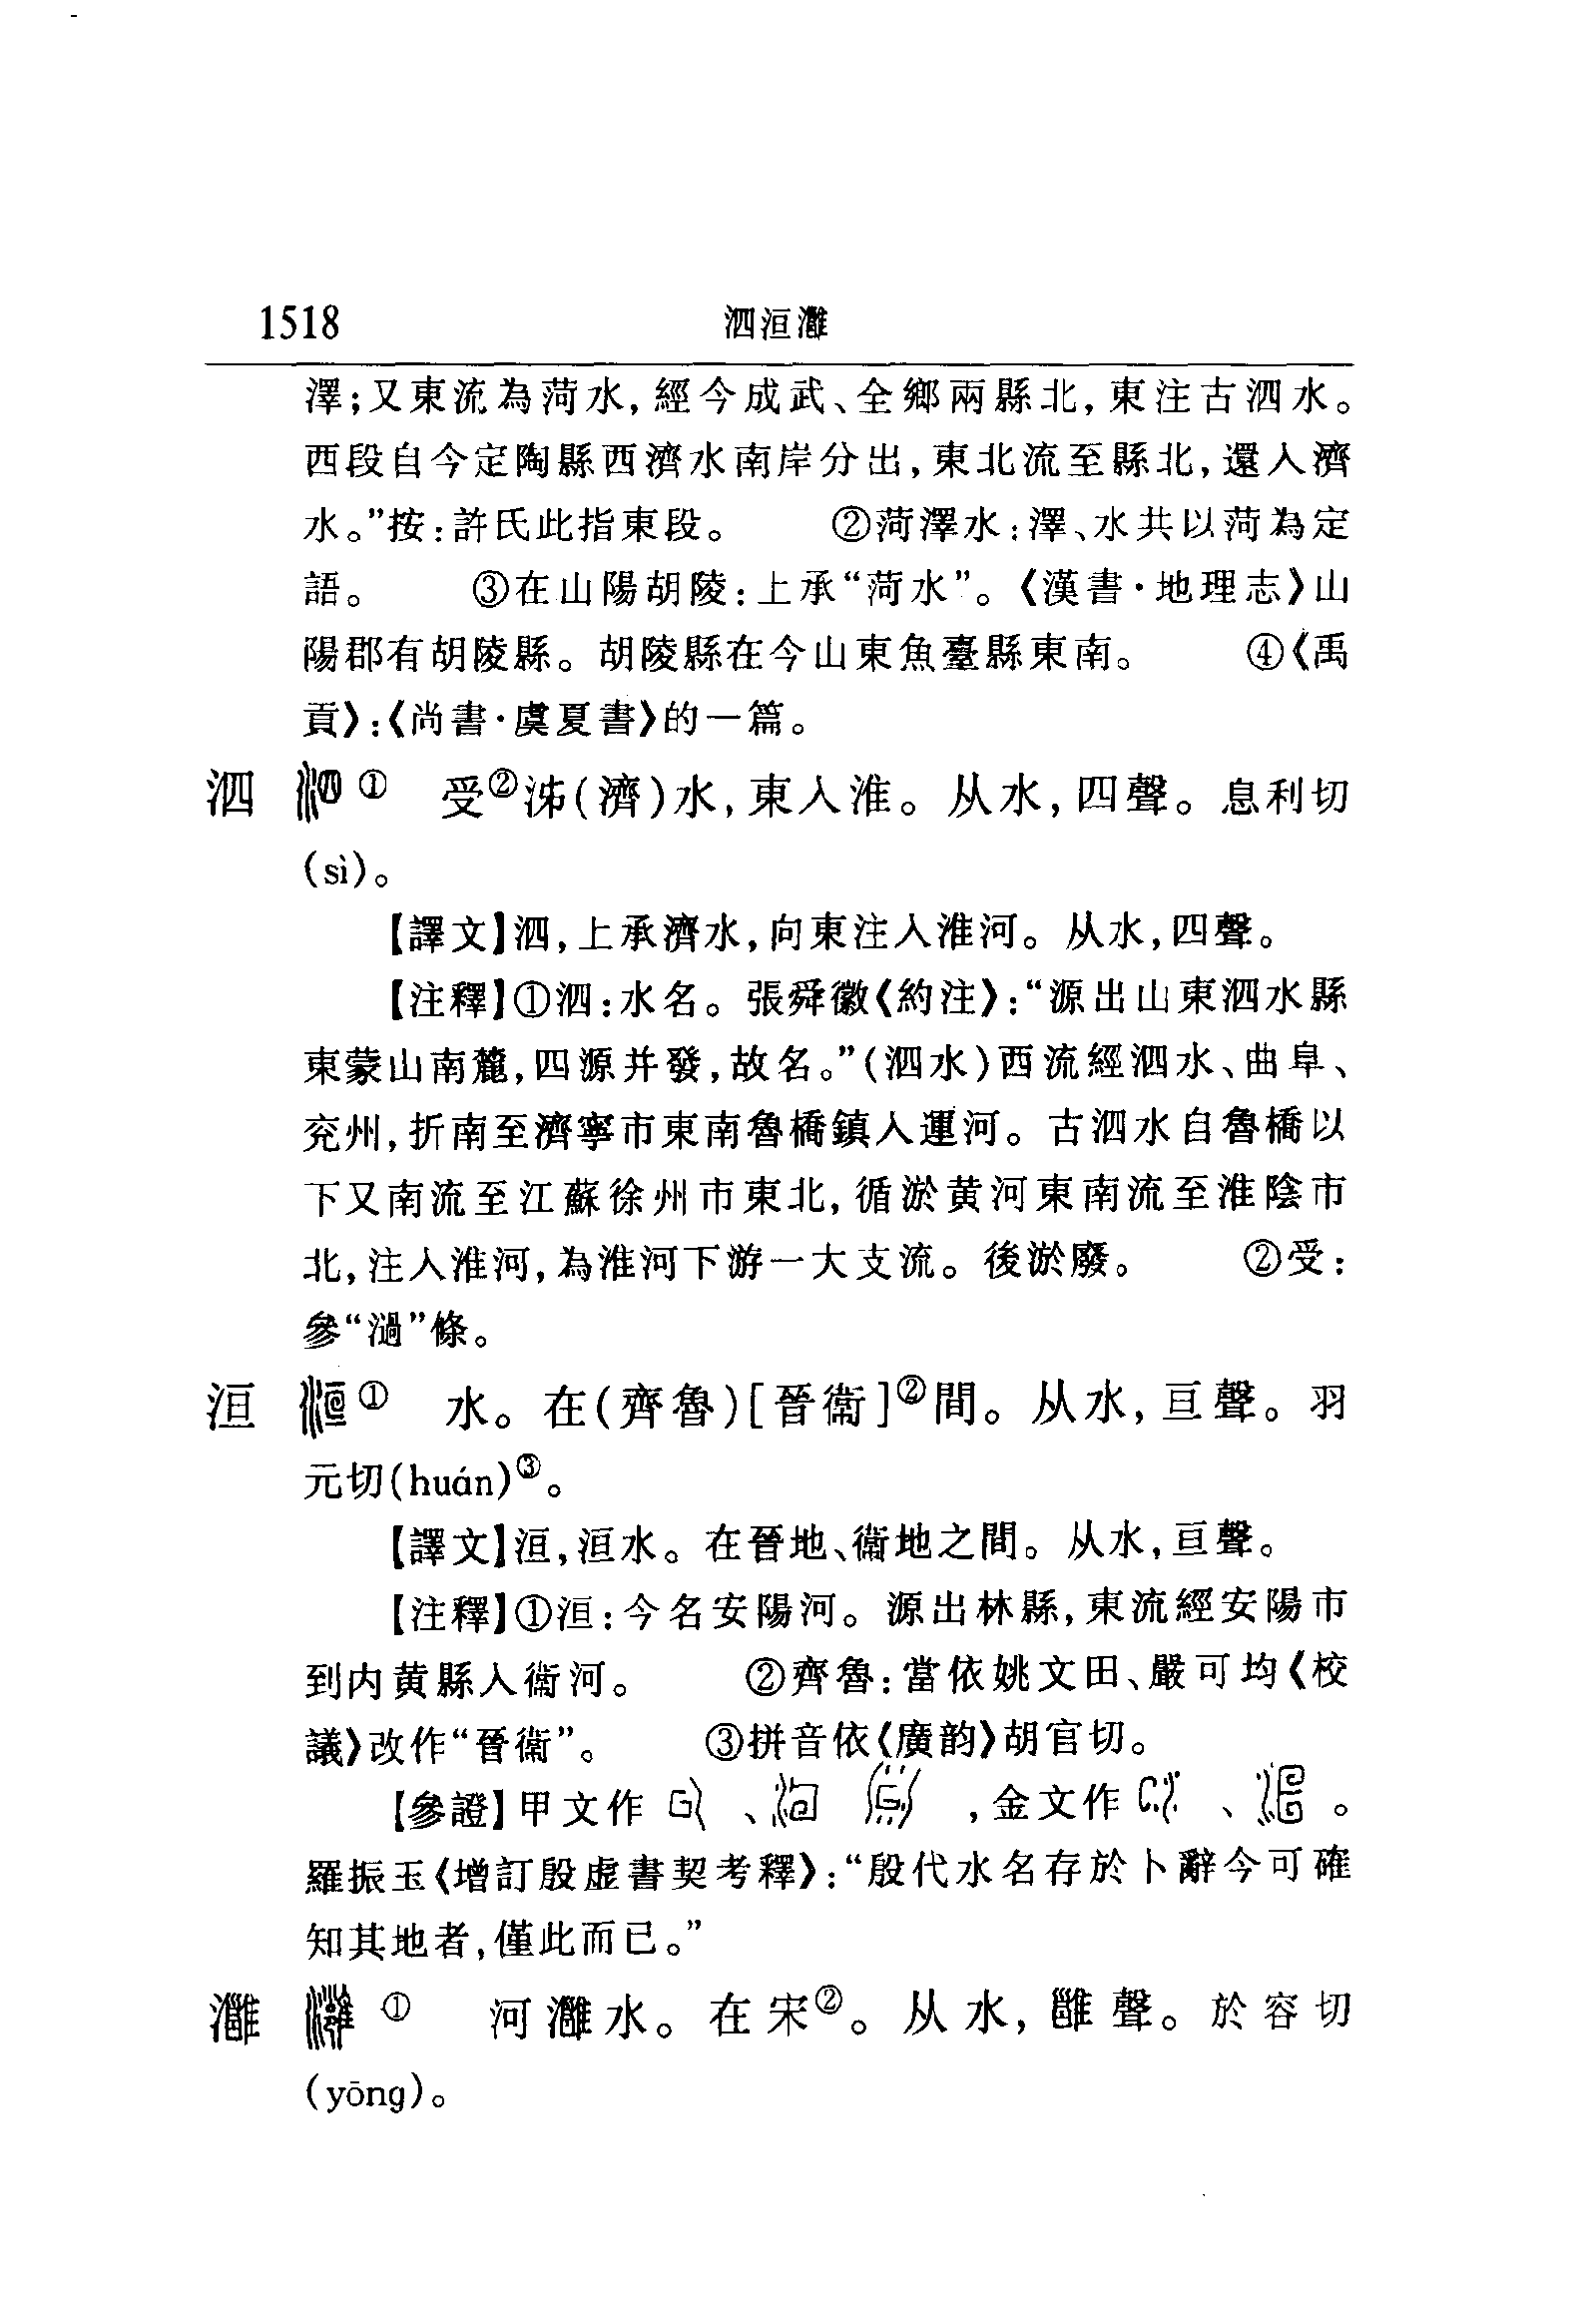 1518 泗洹灉
澤;又東流為菏水,經今成武、全鄉兩縣北,東注古泗水。
西段自今定陶縣西濟水南岸分出,東北流至縣北,還入濟
水。”按:許氏此指東段。 ②菏澤水:澤、水共以菏為定
語。 ③在山陽胡陵:上承“菏水”。《漢書·地理志》山
陽郡有胡陵縣。胡陵縣在今山東魚臺縣東南。 ④《禹
貢》:《尚書·虞夏書》的一篇。
泗 ① 受②泲(濟)水,東入淮。从水,四聲。息利切
(sì)。
【譯文】泗,上承濟水,向東注入淮河。从水,四聲。
【注釋】①泗:水名。張舜徽《約注》:“源出山東泗水縣
東蒙山南麓,四源并發,故名。”(泗水)西流經泗水、曲阜、
兖州,折南至濟寧市東南魯橋鎮入運河。古泗水自魯橋以
下又南流至江蘇徐州市東北,循淤黄河東南流至淮陰市
北,注入淮河,為淮河下游一大支流。後淤廢。 ②受:
參“濄”條。
洹 ① 水。在(齊魯)[晉衞]②間。从水,亘聲。羽
元切(huán)③。
【譯文】洹,洹水。在晉地、衞地之間。从水,亘聲。
【注釋】①洹:今名安陽河。源出林縣,東流經安陽市
到内黄縣入衞河。 ②齊魯:當依姚文田、嚴可均《校
議》改作“晉衞”。 ③拼音依《廣韵》胡官切。
【參證】甲文作 、 ,金文作 、 。
羅振玉《增訂殷虚書契考釋》:“殷代水名存於卜辭今可確
知其地者,僅此而已。”
灉 ① 河灉水。在宋②。从水,雝聲。於容切
(yōng)。